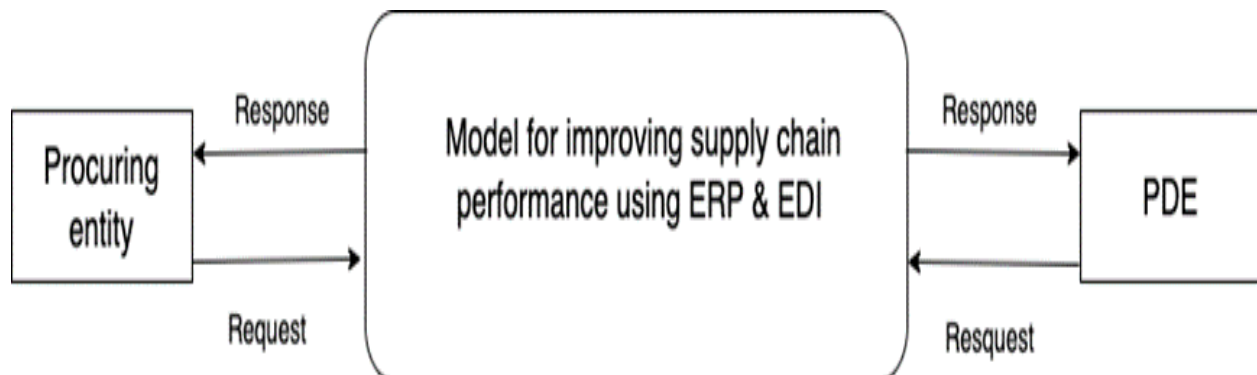 Response
Response
Procuring
entity
Model for improving supply chain
performance using ERP & EDI
PDE
Request
Resquest